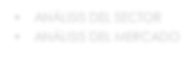 • ANÁLISIS DEL SECTOR
• ANÁLISIS DEL MERCADO